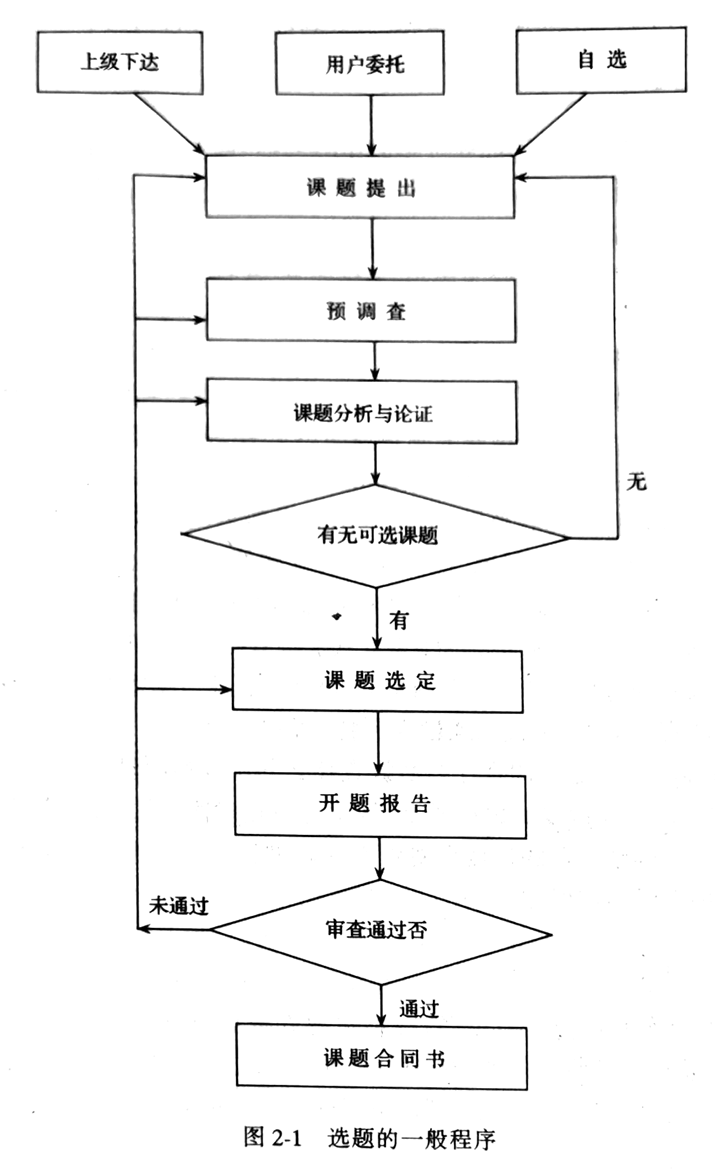 上级下达
用户委托
自选
课题提出
预调查
课题分析与论证
无
有无可选课题
有
课题选定
开题报告
未通过
审查通过否
通过
课题合同书
图 2-1 选题的一般程序